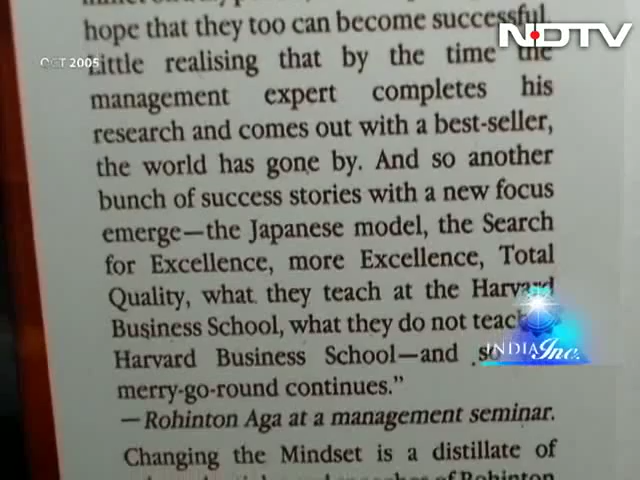 hope that they too can become successful.
Little realising that by the time the
management expert completes his
research and comes out with a best-seller,
the world has gone by. And so another
bunch of success stories with a new focus
emerge—the Japanese model, the Search
for Excellence, more Excellence, Total
Quality, what they teach at the Harvard
Business School, what they do not teach
Harvard Business School—and so
merry-go-round continues.”
—Rohinton Aga at a management seminar.
Changing the Mindset is a distillate of
of Rohinton
NDTV
OCT 2005
INDIA Inc.